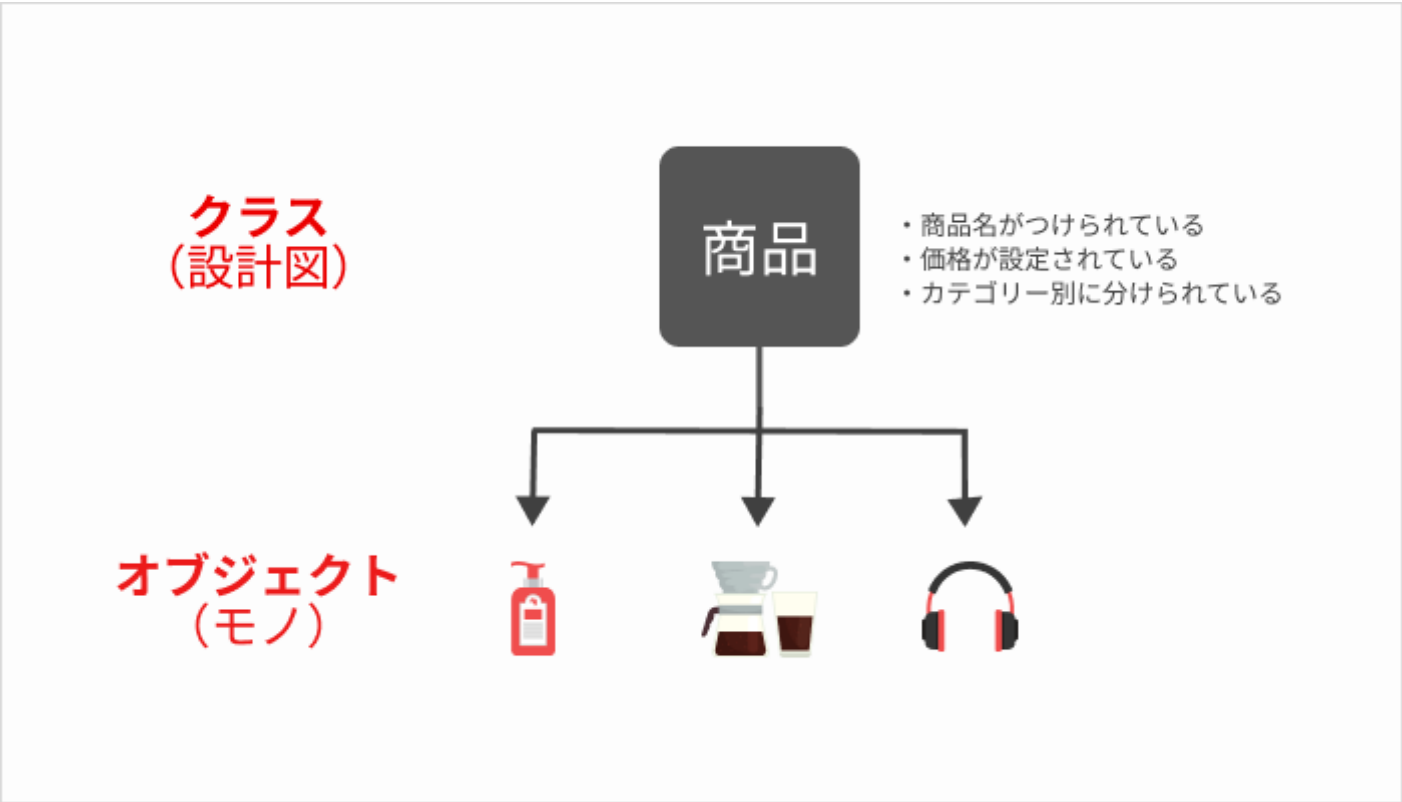 クラス
（設計図）
商品
・商品名がつけられている
・価格が設定されている
・カテゴリー別に分けられている
オブジェクト
（モノ）